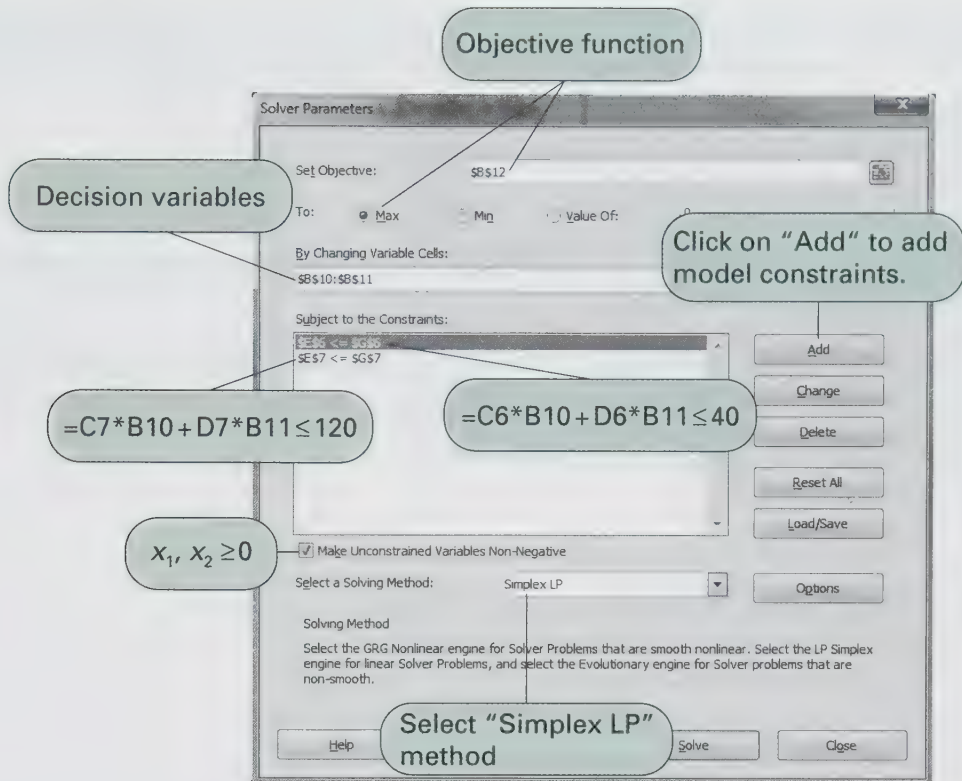 Objective function
Solver Parameters
Set Objective:
$B$12
Decision variables
To:
Max
Min
Value Of:
0
Click on "Add" to add
model constraints.
By Changing Variable Cells:
$B$10:$B$11
Subject to the Constraints:
$E$6 <= $G$6
$E$7 <= $G$7
Add
=C7*B10+D7*B11≤120
=C6*B10+D6*B11≤40
Change
Delete
Reset All
Load/Save
x₁, x₂ ≥0
Make Unconstrained Variables Non-Negative
Select a Solving Method:
Simplex LP
Options
Solving Method
Select the GRG Nonlinear engine for Solver Problems that are smooth nonlinear. Select the LP Simplex
engine for linear Solver Problems, and select the Evolutionary engine for Solver problems that are
non-smooth.
Select "Simplex LP"
method
Help
Solve
Close